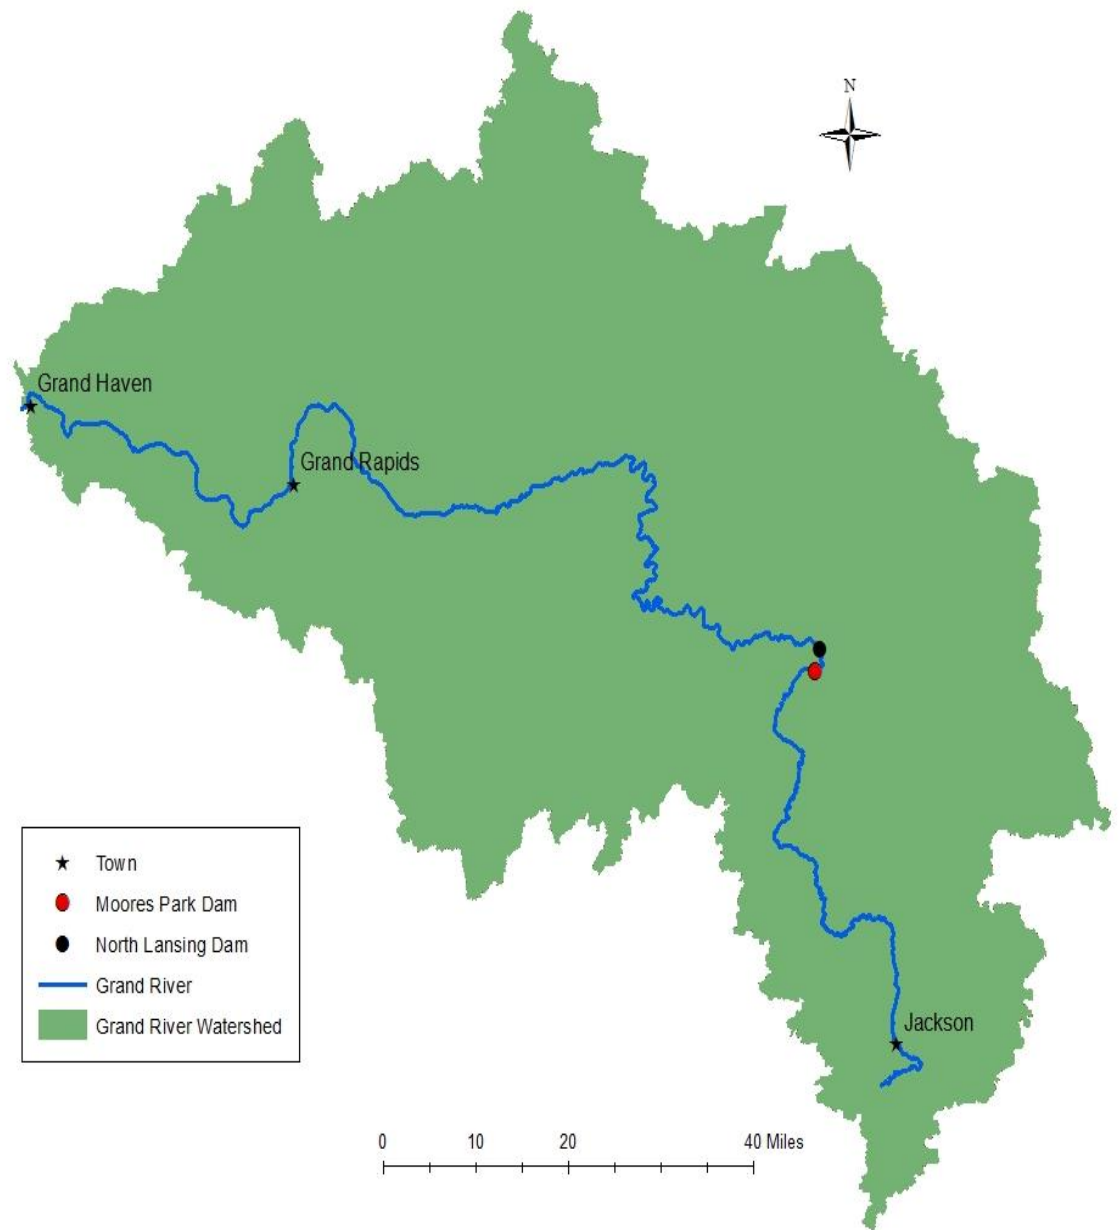 N
Grand Haven
Grand Rapids
Town
Moores Park Dam
North Lansing Dam
Grand River
Grand River Watershed
Jackson
0 10 20 40 Miles